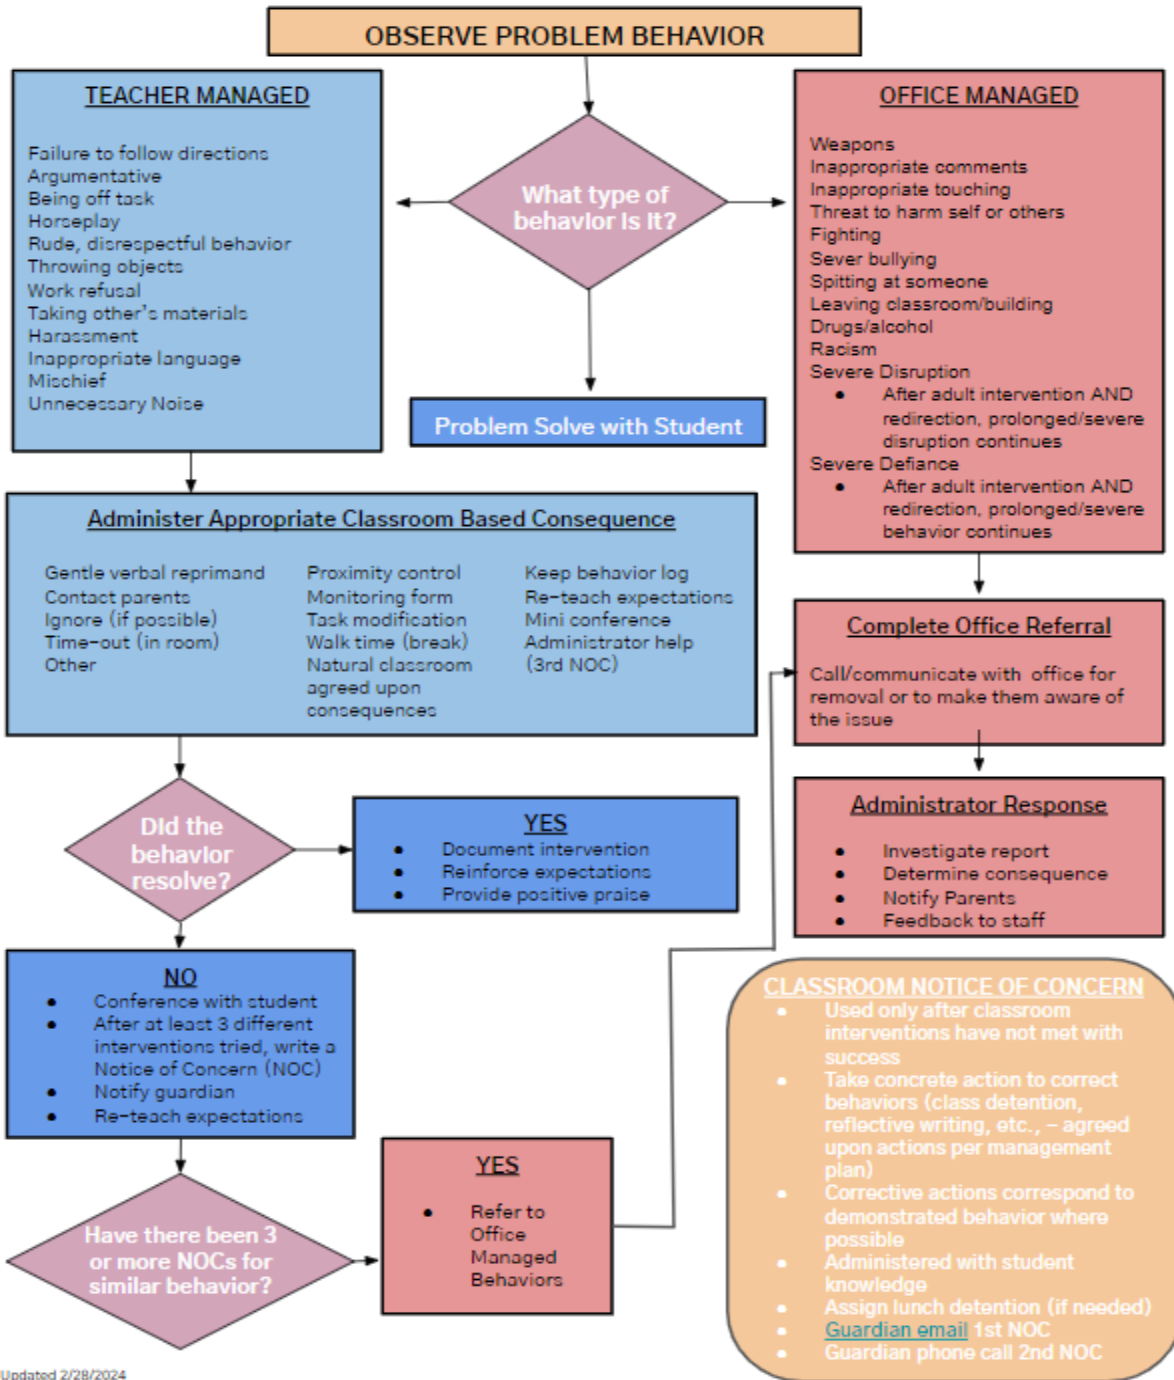 OBSERVE PROBLEM BEHAVIOR
TEACHER MANAGED
Failure to follow directions
Argumentative
Being off task
Horseplay
Rude, disrespectful behavior
Throwing objects
Work refusal
Taking other's materials
Harassment
Inappropriate language
Mischief
Unnecessary Noise
What type of
behavior is it?
Problem Solve with Student
OFFICE MANAGED
Weapons
Inappropriate comments
Inappropriate touching
Threat to harm self or others
Fighting
Sever bullying
Spitting at someone
Leaving classroom/building
Drugs/alcohol
Racism
Severe Disruption
● After adult intervention AND
redirection, prolonged/severe
disruption continues
Severe Defiance
● After adult intervention AND
redirection, prolonged/severe
behavior continues
Administer Appropriate Classroom Based Consequence
Gentle verbal reprimand
Contact parents
Ignore (if possible)
Time-out (in room)
Other
Proximity control
Monitoring form
Task modification
Walk time (break)
Natural classroom
agreed upon
consequences
Keep behavior log
Re-teach expectations
Mini conference
Administrator help
(3rd NOC)
Complete Office Referral
Call/communicate with office for
removal or to make them aware of
the issue
Administrator Response
● Investigate report
● Determine consequence
● Notify Parents
● Feedback to staff
Did the
behavior
resolve?
YES
● Document intervention
● Reinforce expectations
● Provide positive praise
NO
● Conference with student
● After at least 3 different
interventions tried, write a
Notice of Concern (NOC)
● Notify guardian
● Re-teach expectations
Have there been 3
or more NOCs for
similar behavior?
YES
● Refer to
Office
Managed
Behaviors
CLASSROOM NOTICE OF CONCERN
● Used only after classroom
interventions have not met with
success
● Take concrete action to correct
behaviors (class detention,
reflective writing, etc., – agreed
upon actions per management
plan)
● Corrective actions correspond to
demonstrated behavior where
possible
● Administered with student
knowledge
● Assign lunch detention (if needed)
● Guardian email 1st NOC
● Guardian phone call 2nd NOC
Updated 2/28/2024